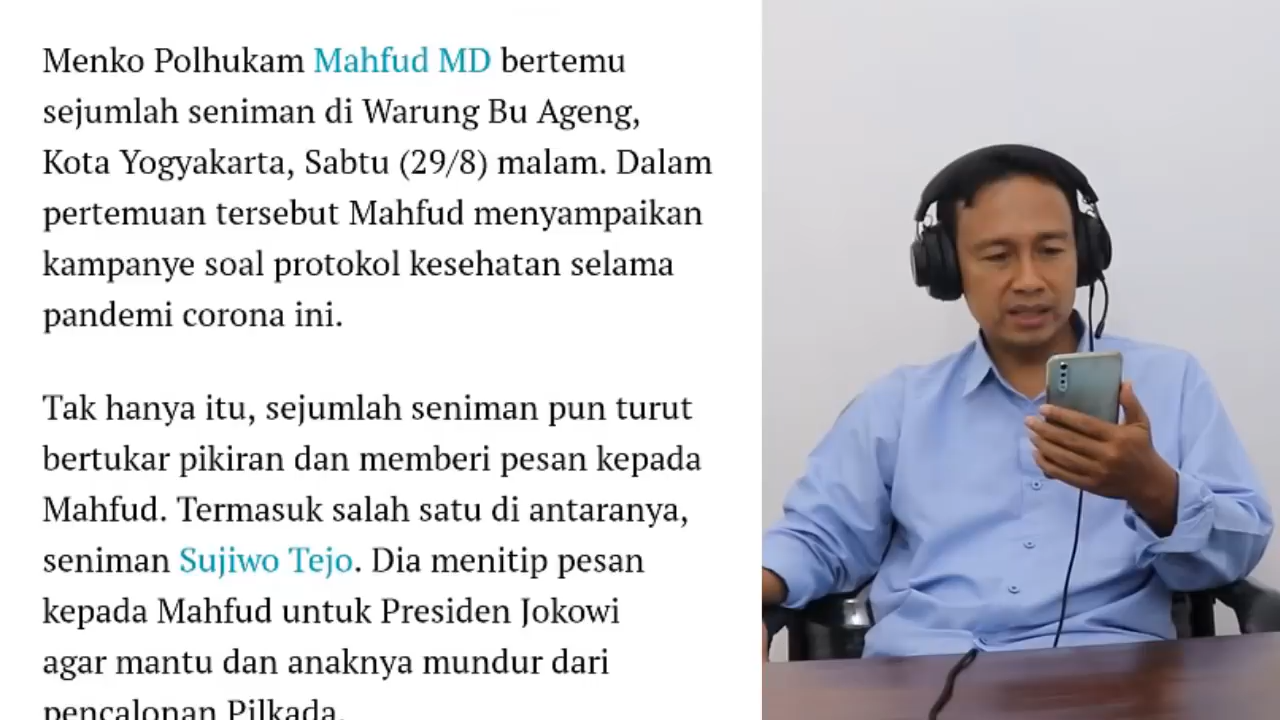 Menko Polhukam Mahfud MD bertemu
sejumlah seniman di Warung Bu Ageng,
Kota Yogyakarta, Sabtu (29/8) malam. Dalam
pertemuan tersebut Mahfud menyampaikan
kampanye soal protokol kesehatan selama
pandemi corona ini.
Tak hanya itu, sejumlah seniman pun turut
bertukar pikiran dan memberi pesan kepada
Mahfud. Termasuk salah satu di antaranya,
seniman Sujiwo Tejo. Dia menitip pesan
kepada Mahfud untuk Presiden Jokowi
agar mantu dan anaknya mundur dari
pencalonan Pilkada.